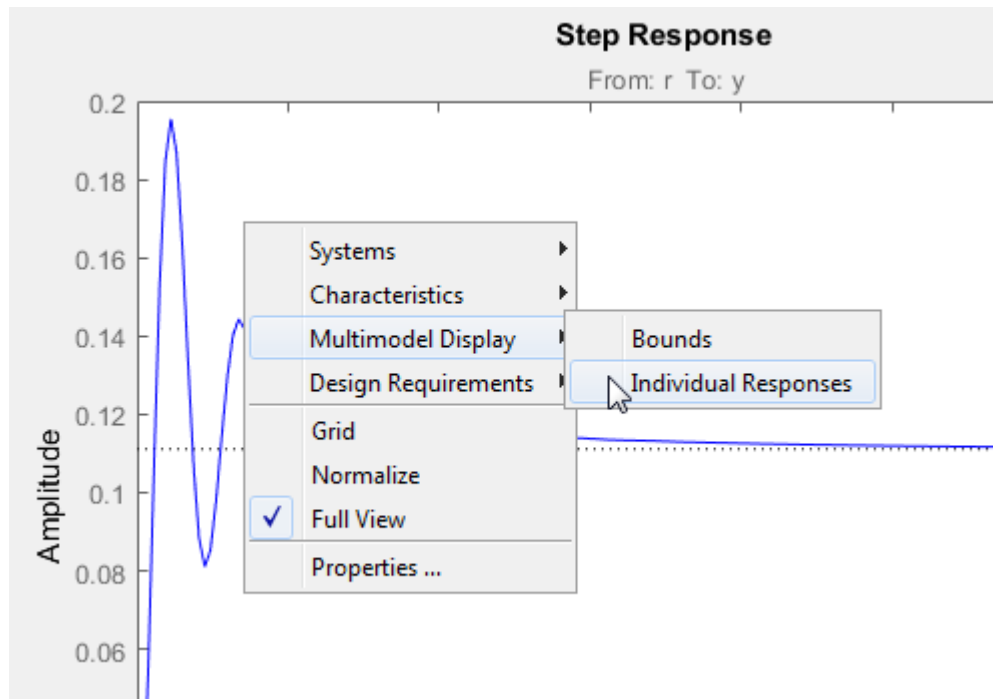 Step Response
From: r To: y
0.2
0.18
0.16
0.14
0.12
0.1
0.08
0.06
Amplitude
Systems
Characteristics
Multimodel Display
Design Requirements
Grid
Normalize
Full View
Properties ...
Bounds
Individual Responses